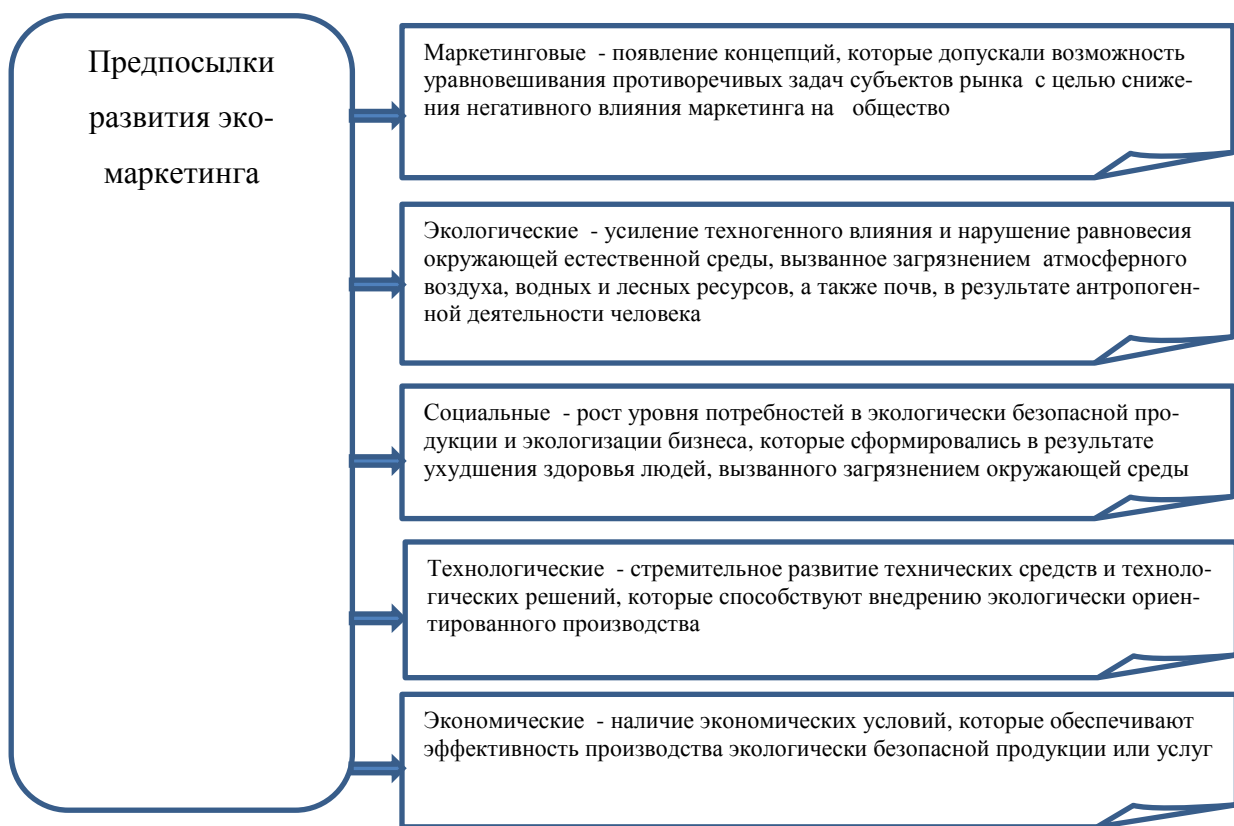 Предпосылки
развития эко-
маркетинга
Маркетинговые - появление концепций, которые допускали возможность
уравновешивания противоречивых задач субъектов рынка с целью сниже-
ния негативного влияния маркетинга на общество
Экологические - усиление техногенного влияния и нарушение равновесия
окружающей естественной среды, вызванное загрязнением атмосферного
воздуха, водных и лесных ресурсов, а также почв, в результате антропоген-
ной деятельности человека
Социальные - рост уровня потребностей в экологически безопасной про-
дукции и экологизации бизнеса, которые сформировались в результате
ухудшения здоровья людей, вызванного загрязнением окружающей среды
Технологические - стремительное развитие технических средств и техноло-
гических решений, которые способствуют внедрению экологически ориен-
тированного производства
Экономические - наличие экономических условий, которые обеспечивают
эффективность производства экологически безопасной продукции или услуг